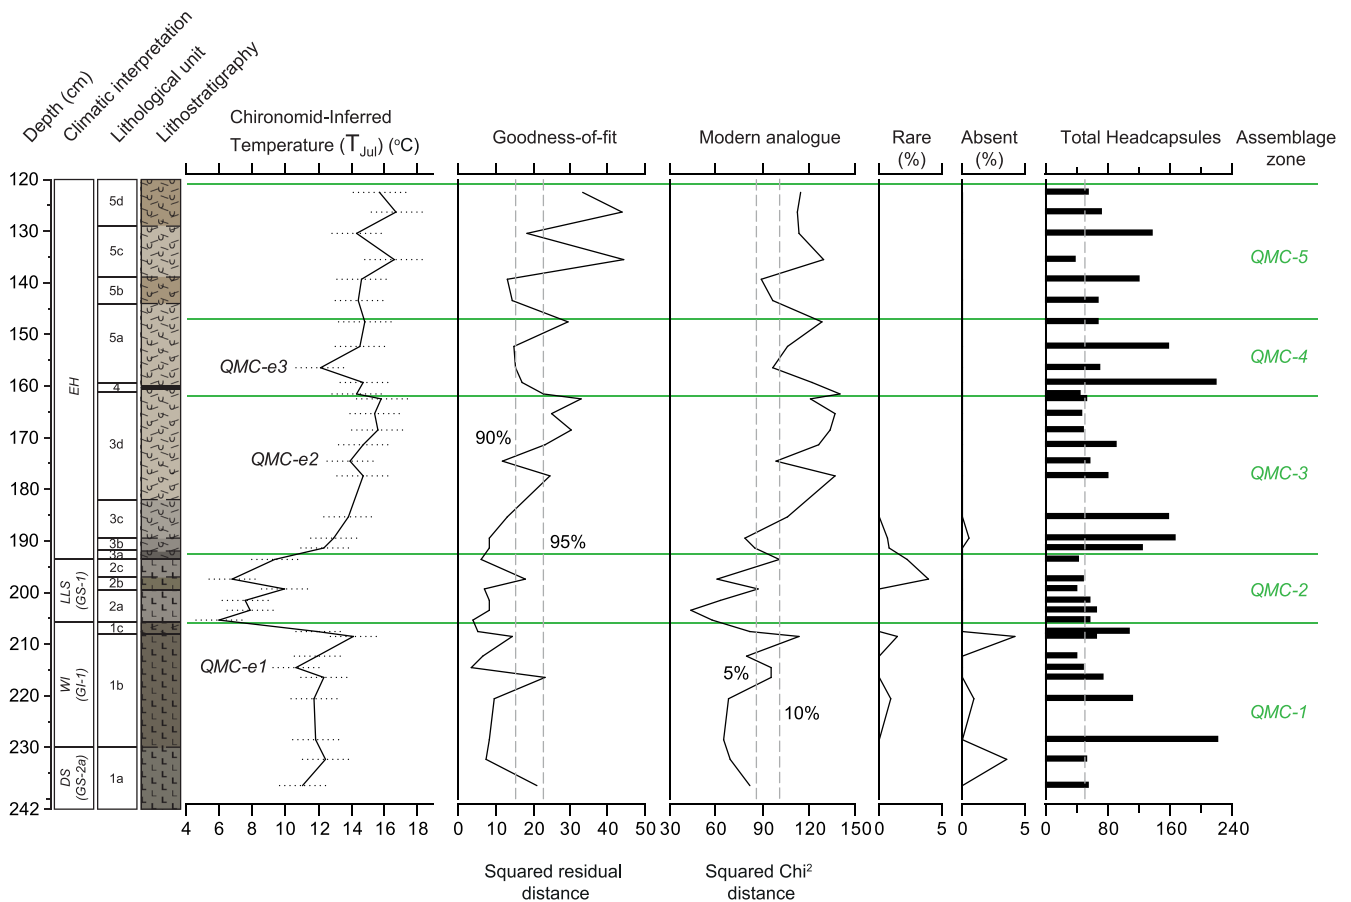 Depth (cm)
Climatic interpretation
Lithological unit
Lithostratigraphy
Chironomid-Inferred
Temperature (TJul) (°C)
Goodness-of-fit
Modern analogue
Rare
(%)
Absent
(%)
Total Headcapsules
Assemblage
zone
120
130
140
150
160
170
180
190
200
210
220
230
242
EH
LLS
(GS-1)
WI
(GI-1)
DS
(GS-2a)
5d
5c
5b
5a
4
3d
3c
3b
3a
2c
2b
2a
1c
1b
1a
QMC-e3
QMC-e2
QMC-e1
90%
95%
5%
10%
QMC-5
QMC-4
QMC-3
QMC-2
QMC-1
4 6 8 10 12 14 16 18
0 10 20 30 40 50
30 60 90 120 150
0 5
0 5
0 80 160 240
Squared residual
distance
Squared Chi²
distance